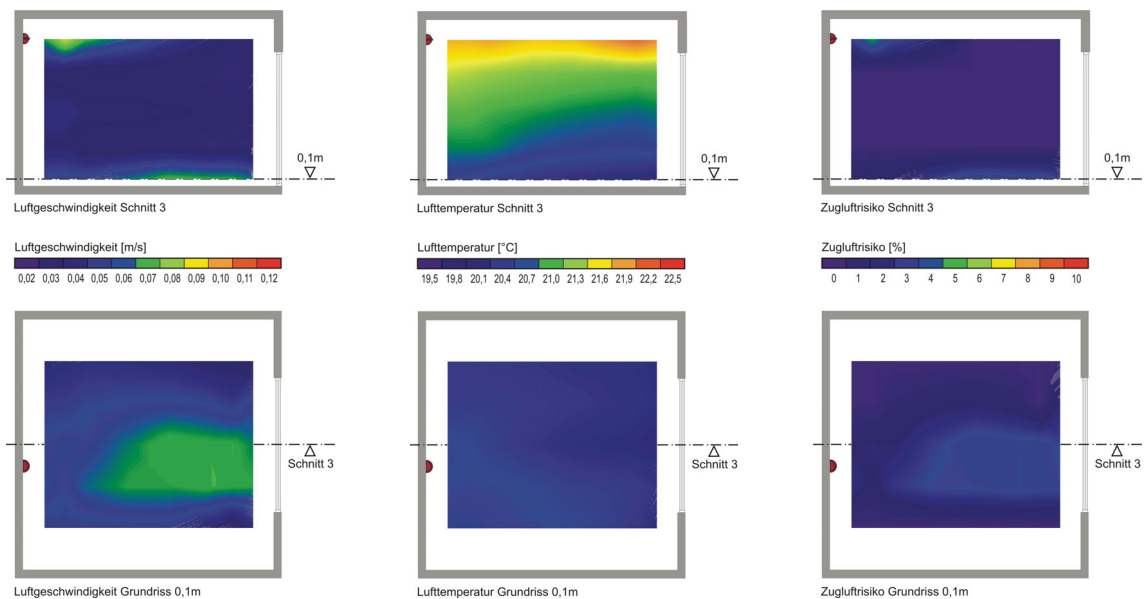 0,1m
0,1m
0,1m
Luftgeschwindigkeit Schnitt 3
Lufttemperatur Schnitt 3
Zugluftrisiko Schnitt 3
Luftgeschwindigkeit [m/s]
0,02 0,03 0,04 0,05 0,06 0,07 0,08 0,09 0,10 0,11 0,12
Lufttemperatur [°C]
19,5 19,8 20,1 20,4 20,7 21,0 21,3 21,6 21,9 22,2 22,5
Zugluftrisiko [%]
0 1 2 3 4 5 6 7 8 9 10
Schnitt 3
Schnitt 3
Schnitt 3
Luftgeschwindigkeit Grundriss 0,1m
Lufttemperatur Grundriss 0,1m
Zugluftrisiko Grundriss 0,1m